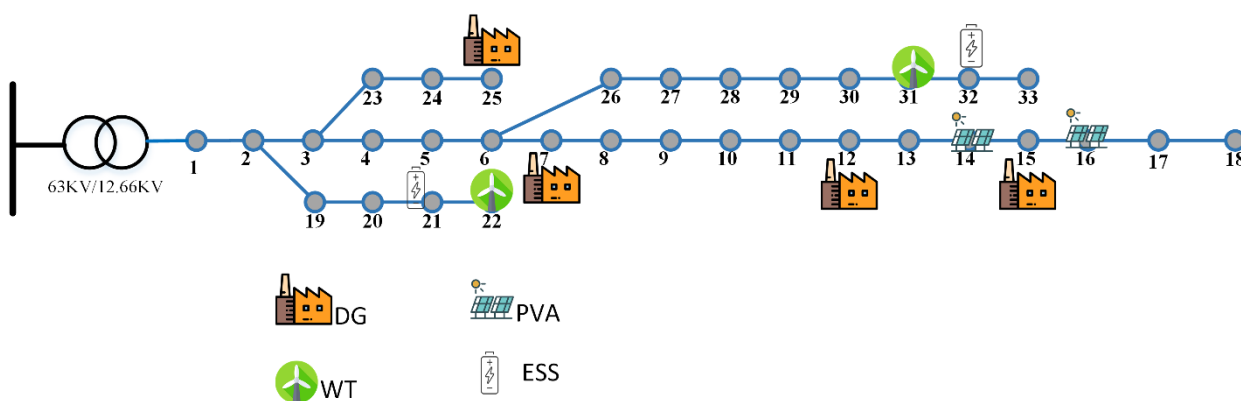 23 24 25
26 27 28 29 30 31 32 33
1 2 3 4 5 6 7 8 9 10 11 12 13 14 15 16 17 18
63KV/12.66KV
19 20 21 22
DG
PVA
WT
ESS